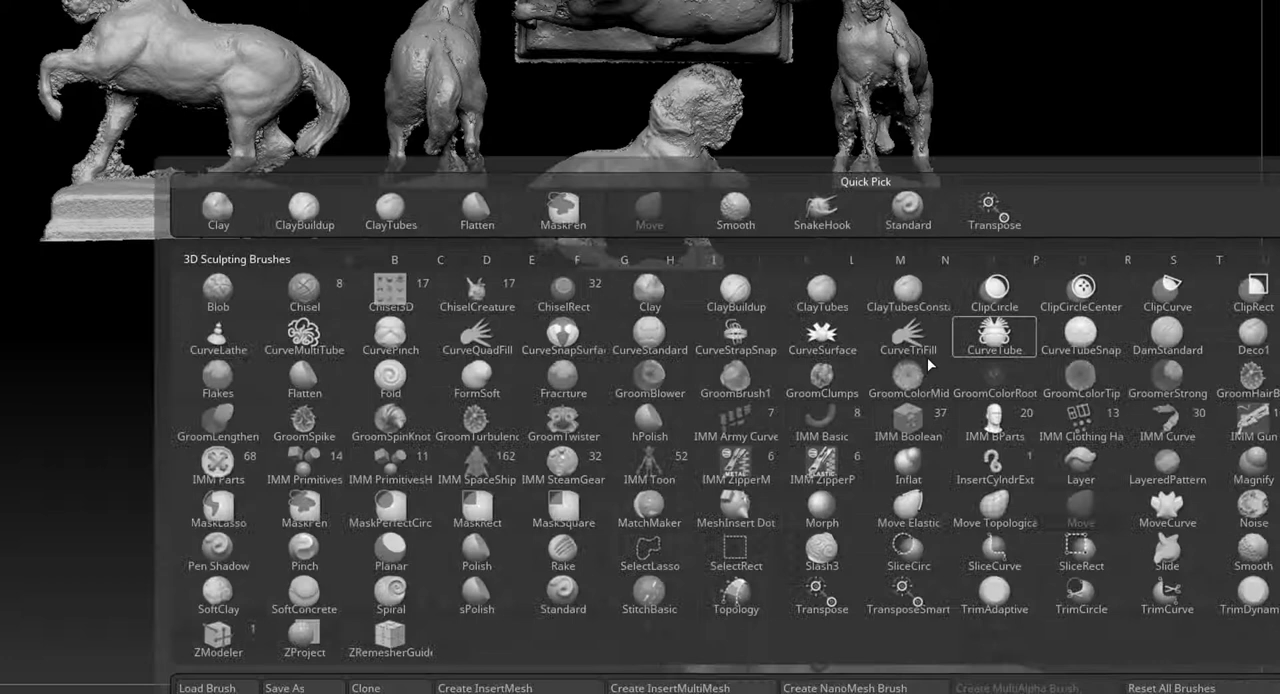 Quick Pick
Clay ClayBuildup ClayTubes Flatten MaskPen Move Smooth SnakeHook Standard Transpose
3D Sculpting Brushes B C D E F G H I L M N P R S T U
8 17 17 32
Blob Chisel Chisel3D ChiselCreature ChiselRect Clay ClayBuildup ClayTubes ClayTubesConsta ClipCircle ClipCircleCenter ClipCurve ClipRect
CurveLathe CurveMultiTube CurvePinch CurveQuadFill CurveSnapSurfac CurveStandard CurveStrapSnap CurveSurface CurveTriFill CurveTube CurveTubeSnap DamStandard Deco1
Flakes Flatten Fold FormSoft Fracrture GroomBlower GroomBrush1 GroomClumps GroomColorMid GroomColorRoot GroomColorTip GroomerStrong GroomHairB
7 8 37 20 13 30 1
GroomLengthen GroomSpike GroomSpinKnot GroomTurbulenc GroomTwister hPolish IMM Army Curve IMM Basic IMM Boolean IMM BParts IMM Clothing Ha IMM Curve IMM Gun
68 14 11 162 32 52 6 6 1
IMM Parts IMM Primitives IMM PrimitivesH IMM SpaceShip IMM SteamGear IMM Toon IMM ZipperM IMM ZipperP Inflat InsertCylndrExt Layer LayeredPattern Magnify
MaskLasso MaskPen MaskPerfectCirc MaskRect MaskSquare MatchMaker MeshInsert Dot Morph Move Elastic Move Topologica Move MoveCurve Noise
Pen Shadow Pinch Planar Polish Rake SelectLasso SelectRect Slash3 SliceCirc SliceCurve SliceRect Slide Smooth
SoftClay SoftConcrete Spiral sPolish Standard StitchBasic Topology Transpose TransposeSmart TrimAdaptive TrimCircle TrimCurve TrimDynam
1
ZModeler ZProject ZRemesherGuide
Load Brush Save As Clone Create InsertMesh Create InsertMultiMesh Create NanoMesh Brush Create MultiAlpha Brush Reset All Brushes